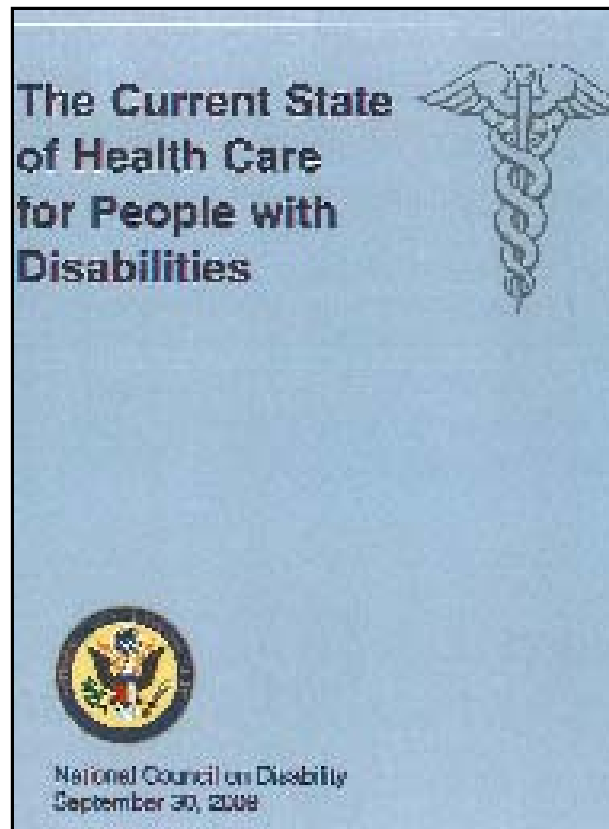 The Current State
of Health Care
for People with
Disabilities
National Council on Disability
September 30, 2009